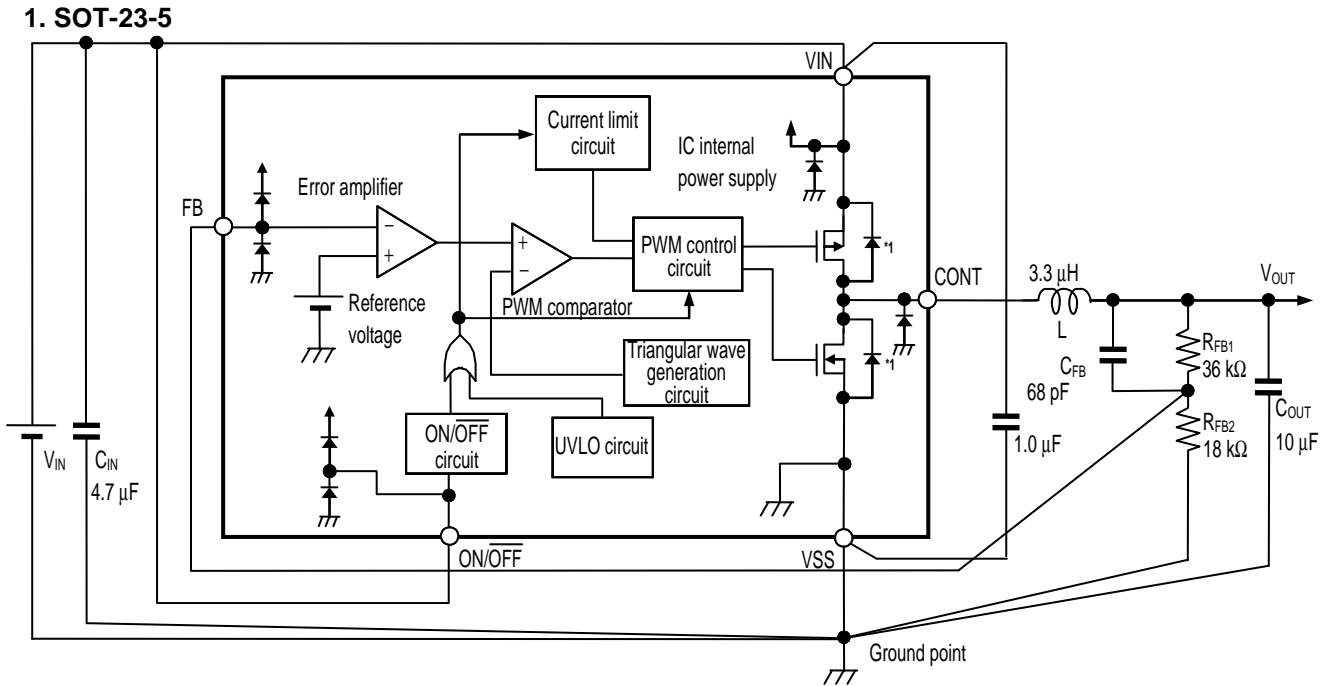 1. SOT-23-5
VIN
Current limit
circuit
IC internal
power supply
Error amplifier
FB
−
+
+
−
PWM control
circuit
*1
CONT
3.3 μH
L
VOUT
Reference
voltage
PWM comparator
Triangular wave
generation
circuit
*1
CFB
68 pF
RFB1
36 kΩ
RFB2
18 kΩ
COUT
10 μF
1.0 μF
ON/OFF
circuit
UVLO circuit
VIN
CIN
4.7 μF
ON/OFF
VSS
Ground point